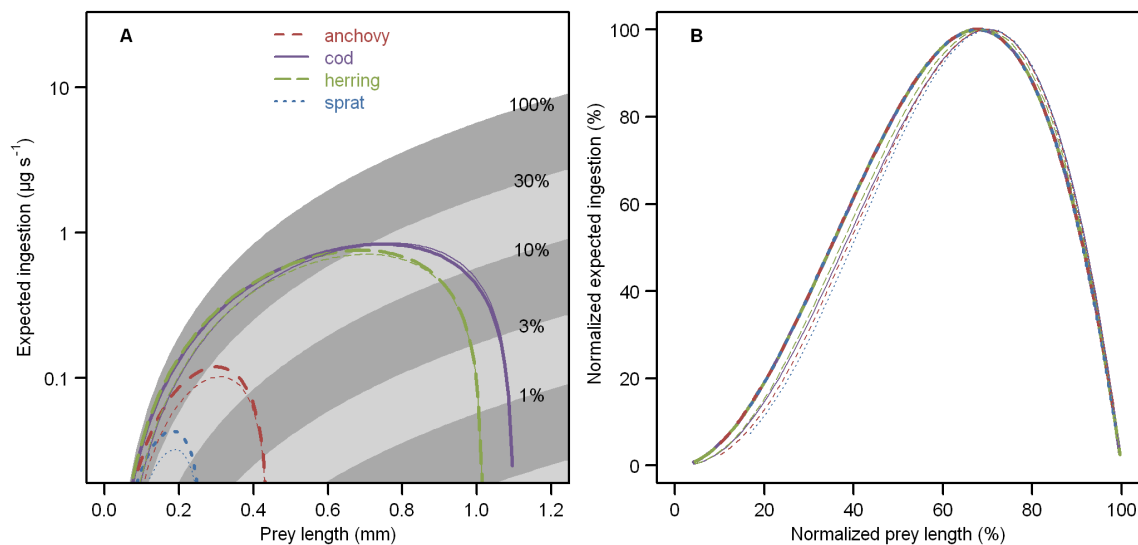 A
anchovy
cod
herring
sprat
100%
30%
10%
3%
1%
10
1
0.1
Expected ingestion (µg s⁻¹)
0.0 0.2 0.4 0.6 0.8 1.0 1.2
Prey length (mm)
B
100
80
60
40
20
0
Normalized expected ingestion (%)
0 20 40 60 80 100
Normalized prey length (%)